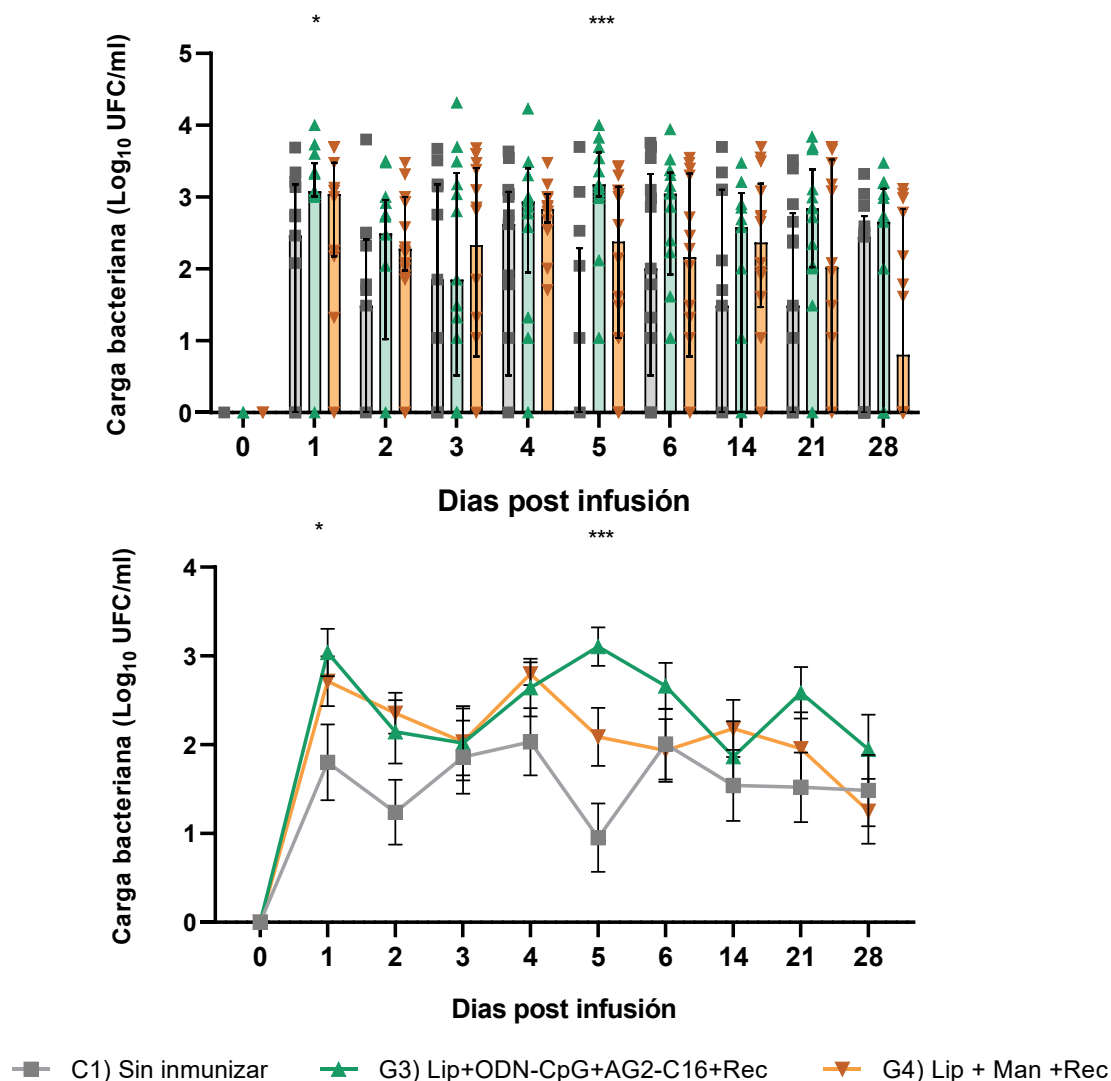 * ***
Carga bacteriana (Log10 UFC/ml)
5
4
3
2
1
0
0 1 2 3 4 5 6 14 21 28
Dias post infusión
* ***
Carga bacteriana (Log10 UFC/ml)
4
3
2
1
0
0 1 2 3 4 5 6 14 21 28
Dias post infusión
C1) Sin inmunizar G3) Lip+ODN-CpG+AG2-C16+Rec G4) Lip + Man +Rec